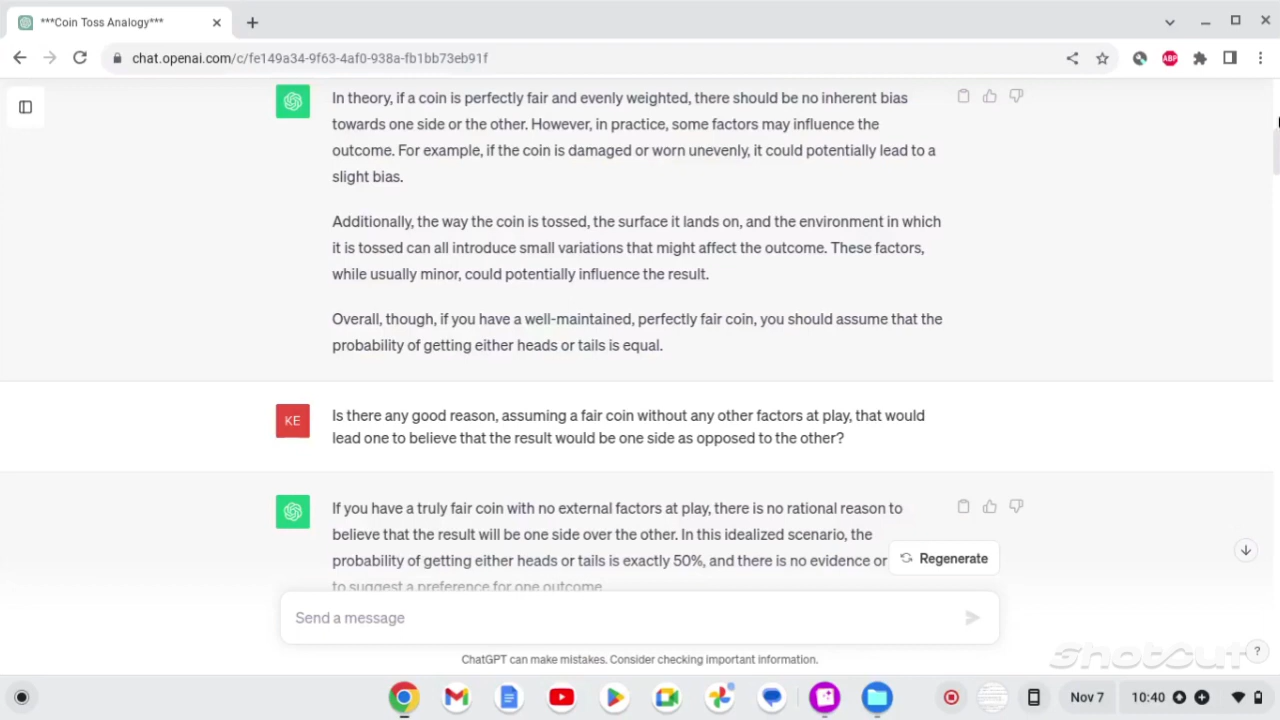 ***Coin Toss Analogy***
chat.openai.com/c/fe149a34-9f63-4af0-938a-fb1bb73eb91f
ABP
In theory, if a coin is perfectly fair and evenly weighted, there should be no inherent bias
towards one side or the other. However, in practice, some factors may influence the
outcome. For example, if the coin is damaged or worn unevenly, it could potentially lead to a
slight bias.
Additionally, the way the coin is tossed, the surface it lands on, and the environment in which
it is tossed can all introduce small variations that might affect the outcome. These factors,
while usually minor, could potentially influence the result.
Overall, though, if you have a well-maintained, perfectly fair coin, you should assume that the
probability of getting either heads or tails is equal.
KE
Is there any good reason, assuming a fair coin without any other factors at play, that would
lead one to believe that the result would be one side as opposed to the other?
If you have a truly fair coin with no external factors at play, there is no rational reason to
believe that the result will be one side over the other. In this idealized scenario, the
probability of getting either heads or tails is exactly 50%, and there is no evidence or
Regenerate
to suggest a preference for one outcome.
Send a message
ChatGPT can make mistakes. Consider checking important information.
Shotcut
?
Nov 7
10:40